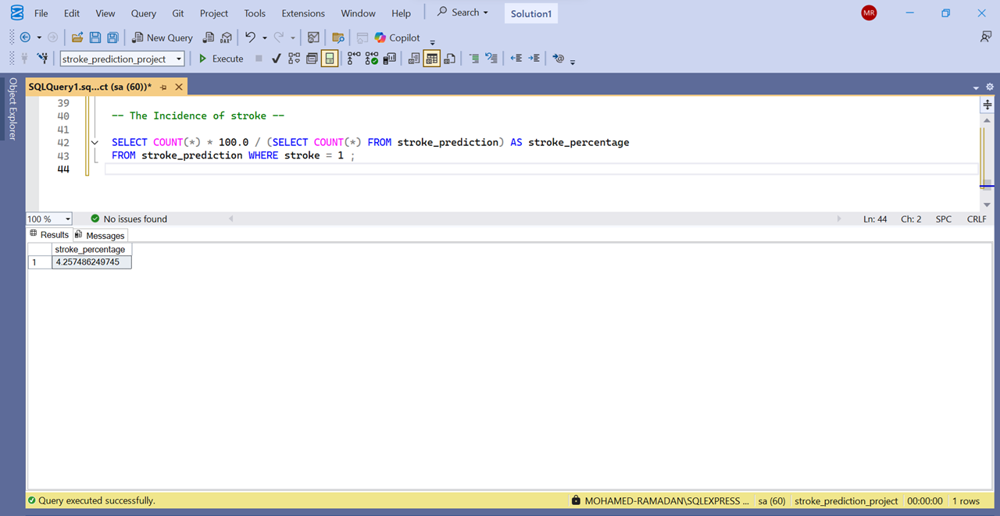 File Edit View Query Git Project Tools Extensions Window Help Search Solution1 MR
New Query DAX Copilot
stroke_prediction_project Execute
Object Explorer
SQLQuery1.sq...ct (sa (60))*
39
40 -- The Incidence of stroke --
41
42 SELECT COUNT(*) * 100.0 / (SELECT COUNT(*) FROM stroke_prediction) AS stroke_percentage
43 FROM stroke_prediction WHERE stroke = 1 ;
44
100 % No issues found Ln: 44 Ch: 2 SPC CRLF
Results Messages
stroke_percentage
1 4.257486249745
Query executed successfully. MOHAMED-RAMADAN\SQLEXPRESS ... sa (60) stroke_prediction_project 00:00:00 1 rows